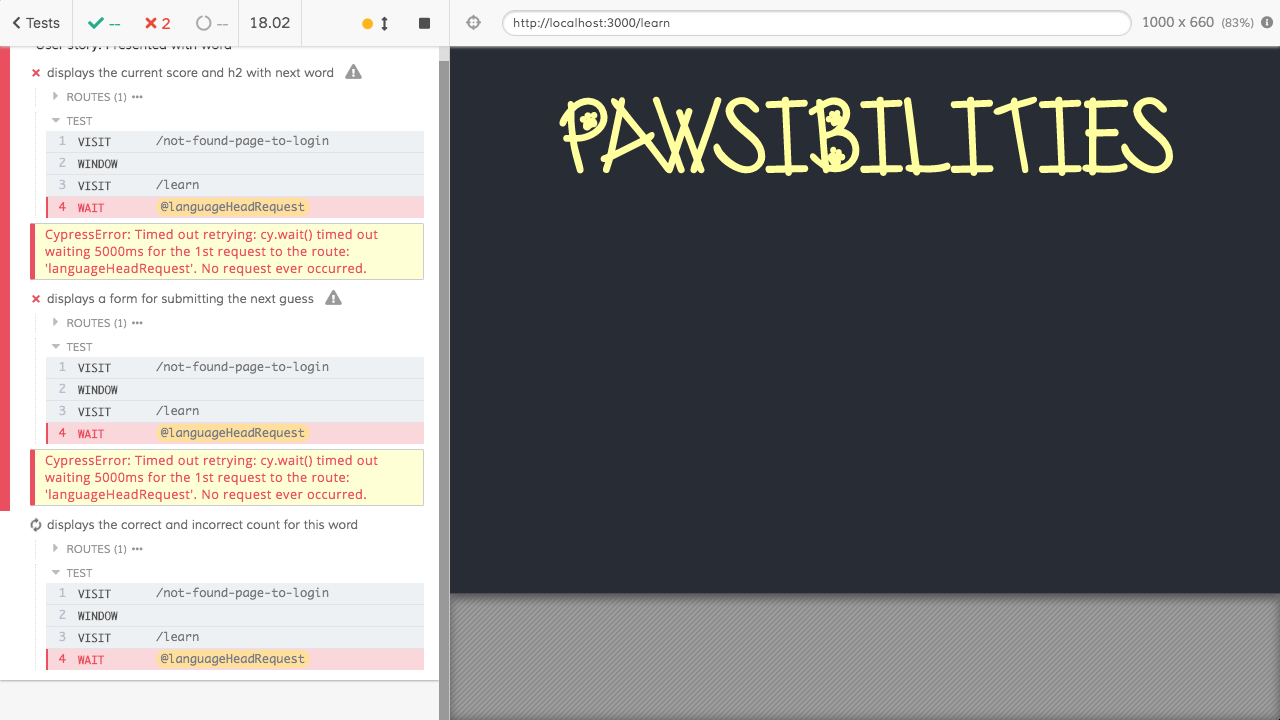 Tests
--
2
--
18.02
http://localhost:3000/learn
1000 x 660 (83%)
User story: Presented with word
displays the current score and h2 with next word
ROUTES (1)
TEST
1 VISIT /not-found-page-to-login
2 WINDOW
3 VISIT /learn
4 WAIT @languageHeadRequest
CypressError: Timed out retrying: cy.wait() timed out
waiting 5000ms for the 1st request to the route:
'languageHeadRequest'. No request ever occurred.
displays a form for submitting the next guess
ROUTES (1)
TEST
1 VISIT /not-found-page-to-login
2 WINDOW
3 VISIT /learn
4 WAIT @languageHeadRequest
CypressError: Timed out retrying: cy.wait() timed out
waiting 5000ms for the 1st request to the route:
'languageHeadRequest'. No request ever occurred.
displays the correct and incorrect count for this word
ROUTES (1)
TEST
1 VISIT /not-found-page-to-login
2 WINDOW
3 VISIT /learn
4 WAIT @languageHeadRequest
PAWSIBILITIES